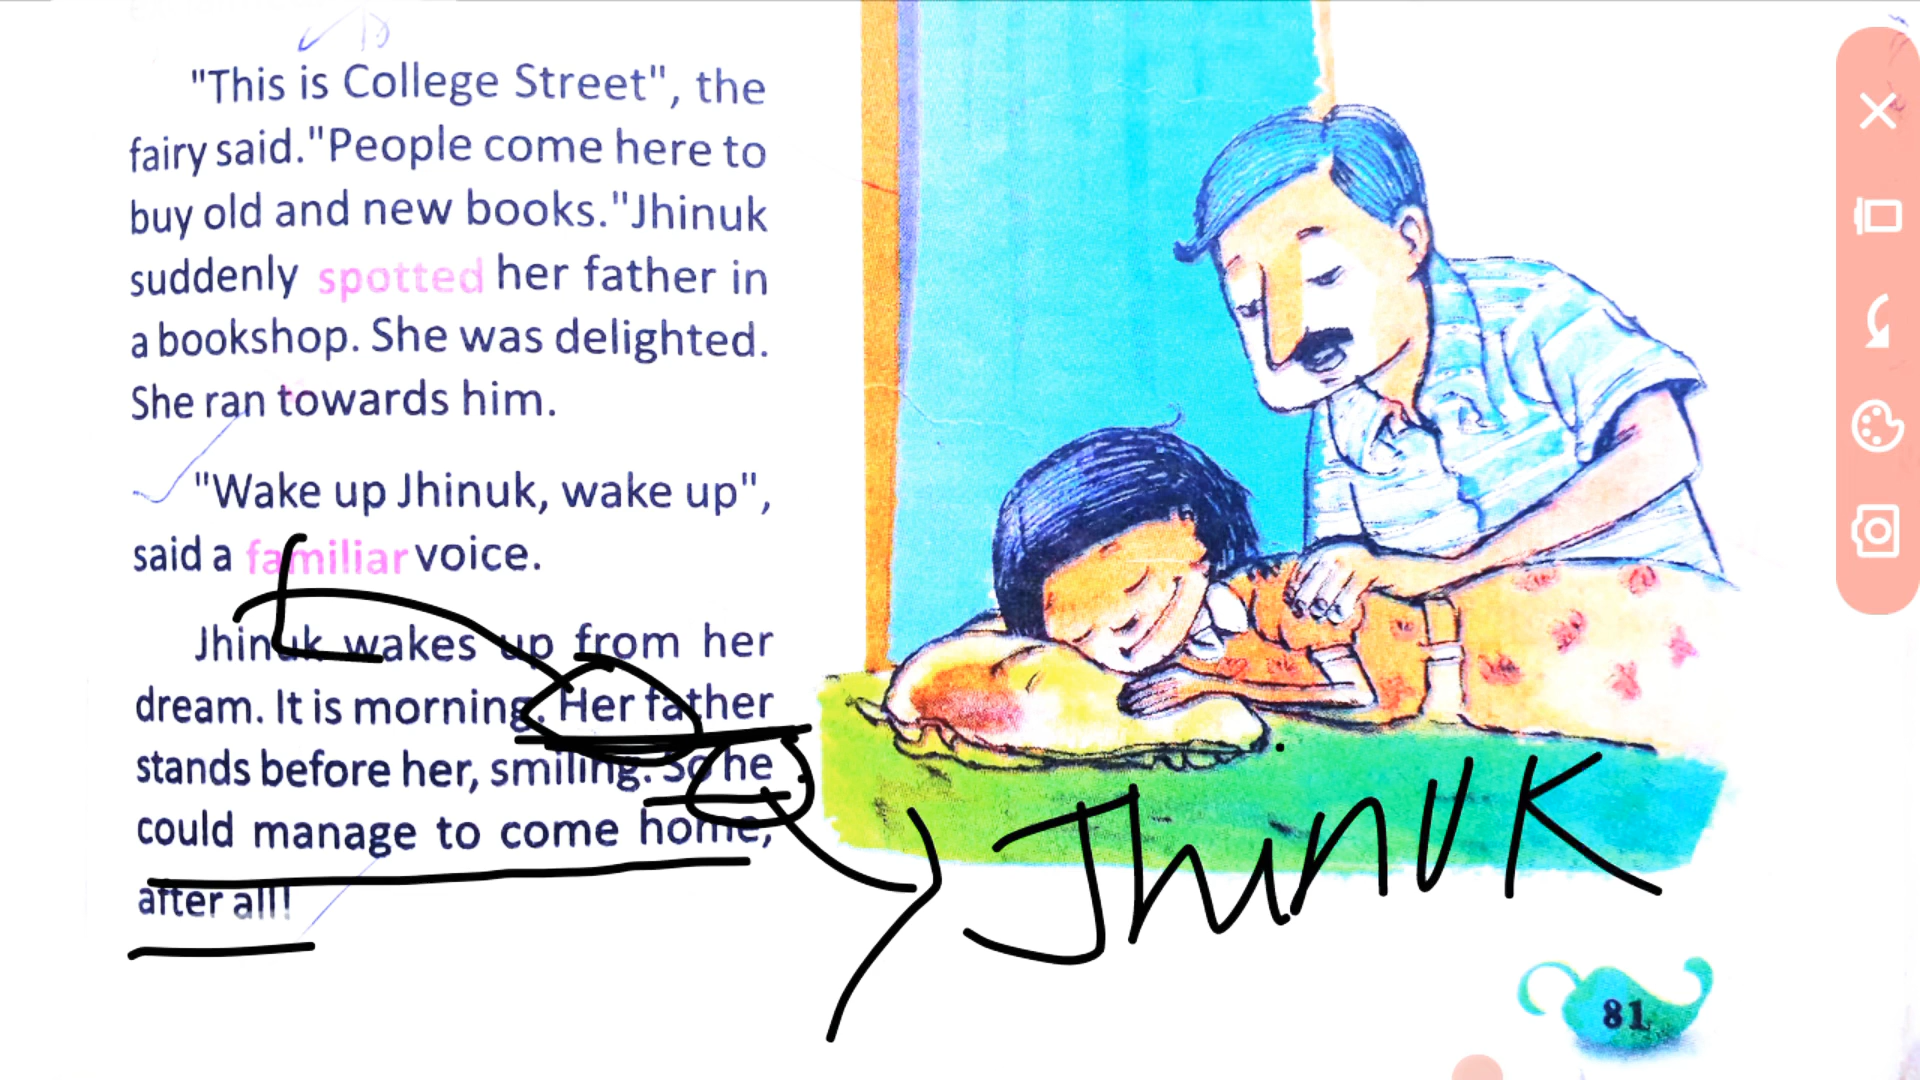 "This is College Street", the
fairy said."People come here to
buy old and new books."Jhinuk
suddenly spotted her father in
a bookshop. She was delighted.
She ran towards him.
"Wake up Jhinuk, wake up",
said a familiar voice.
Jhinuk wakes up from her
dream. It is morning. Her father
stands before her, smiling. So he
could manage to come home,
after all!
Jhinuk
81